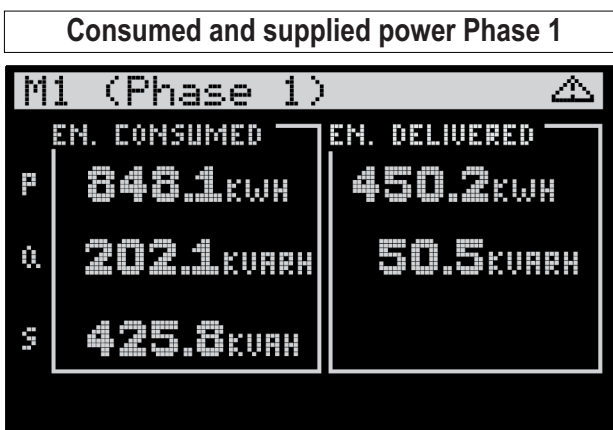 Consumed and supplied power Phase 1
M1 (Phase 1)
EN. CONSUMED EN. DELIVERED
P 848.1KWH 450.2KWH
Q 202.1KVARH 50.5KVARH
S 425.8KVAH